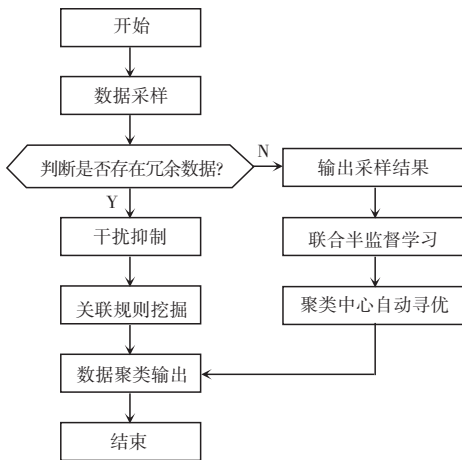 开始
数据采样
判断是否存在冗余数据?
N
输出采样结果
Y
干扰抑制
联合半监督学习
关联规则挖掘
聚类中心自动寻优
数据聚类输出
结束